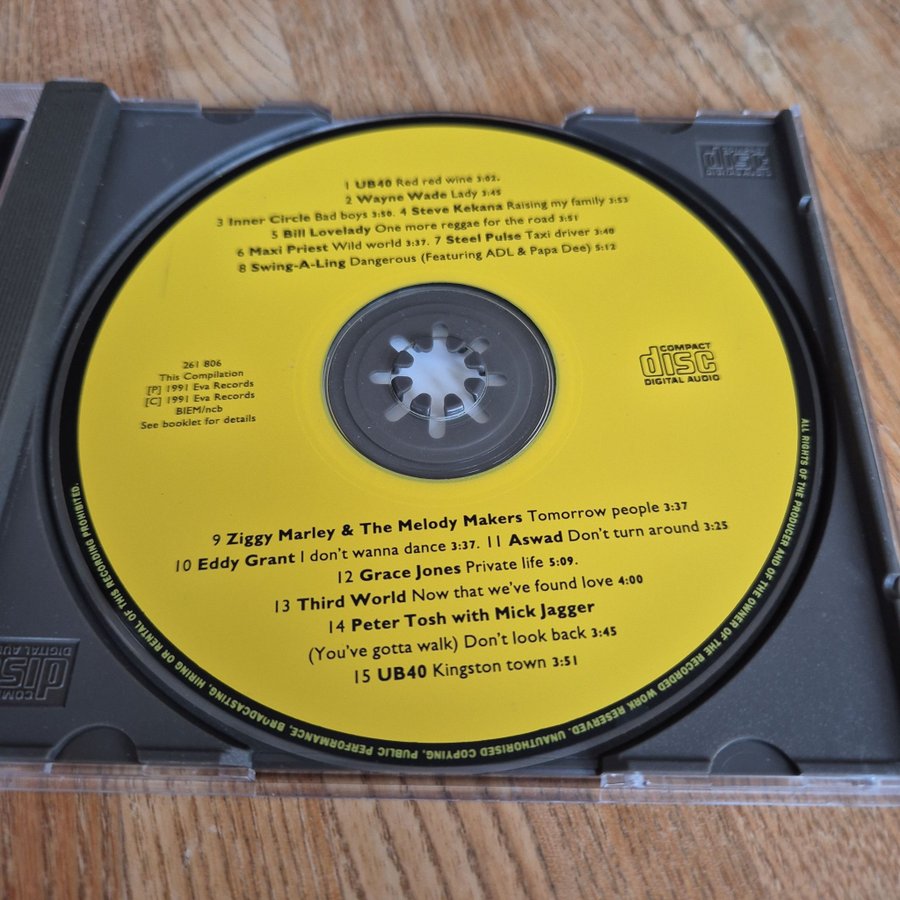 1 UB40 Red red wine 3:02.
2 Wayne Wade Lady 3:45
3 Inner Circle Bad boys 3:50. 4 Steve Kekana Raising my family 3:53
5 Bill Lovelady One more reggae for the road 3:51
6 Maxi Priest Wild world 3:37. 7 Steel Pulse Taxi driver 3:40
8 Swing-A-Ling Dangerous (Featuring ADL & Papa Dee) 5:12
261 806
This Compilation
[P] 1991 Eva Records
[C] 1991 Eva Records
BIEM/ncb
See booklet for details
COMPACT
disc
DIGITAL AUDIO
9 Ziggy Marley & The Melody Makers Tomorrow people 3:37
10 Eddy Grant I don't wanna dance 3:37. 11 Aswad Don't turn around 3:25
12 Grace Jones Private life 5:09.
13 Third World Now that we've found love 4:00
14 Peter Tosh with Mick Jagger
(You've gotta walk) Don't look back 3:45
15 UB40 Kingston town 3:51
ALL RIGHTS OF THE PRODUCER AND OF THE OWNER OF THE RECORDED WORK RESERVED. UNAUTHORISED COPYING, PUBLIC PERFORMANCE, BROADCASTING, HIRING OR RENTAL OF THIS RECORDING PROHIBITED.
COMPACT
disc
DIGITAL AUDIO
disc
DIGITAL AU